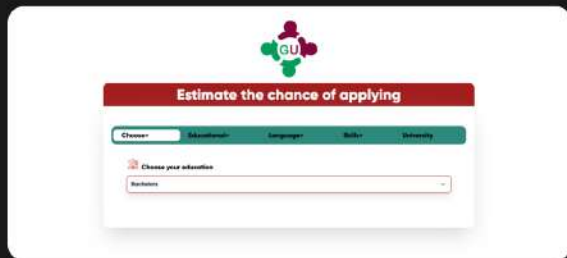 GU
Estimate the chance of applying
Choose• Educational• Language• Skills• University
Choose your education
Bachelors